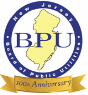 New Jersey
BPU
Board of Public Utilities
100th Anniversary